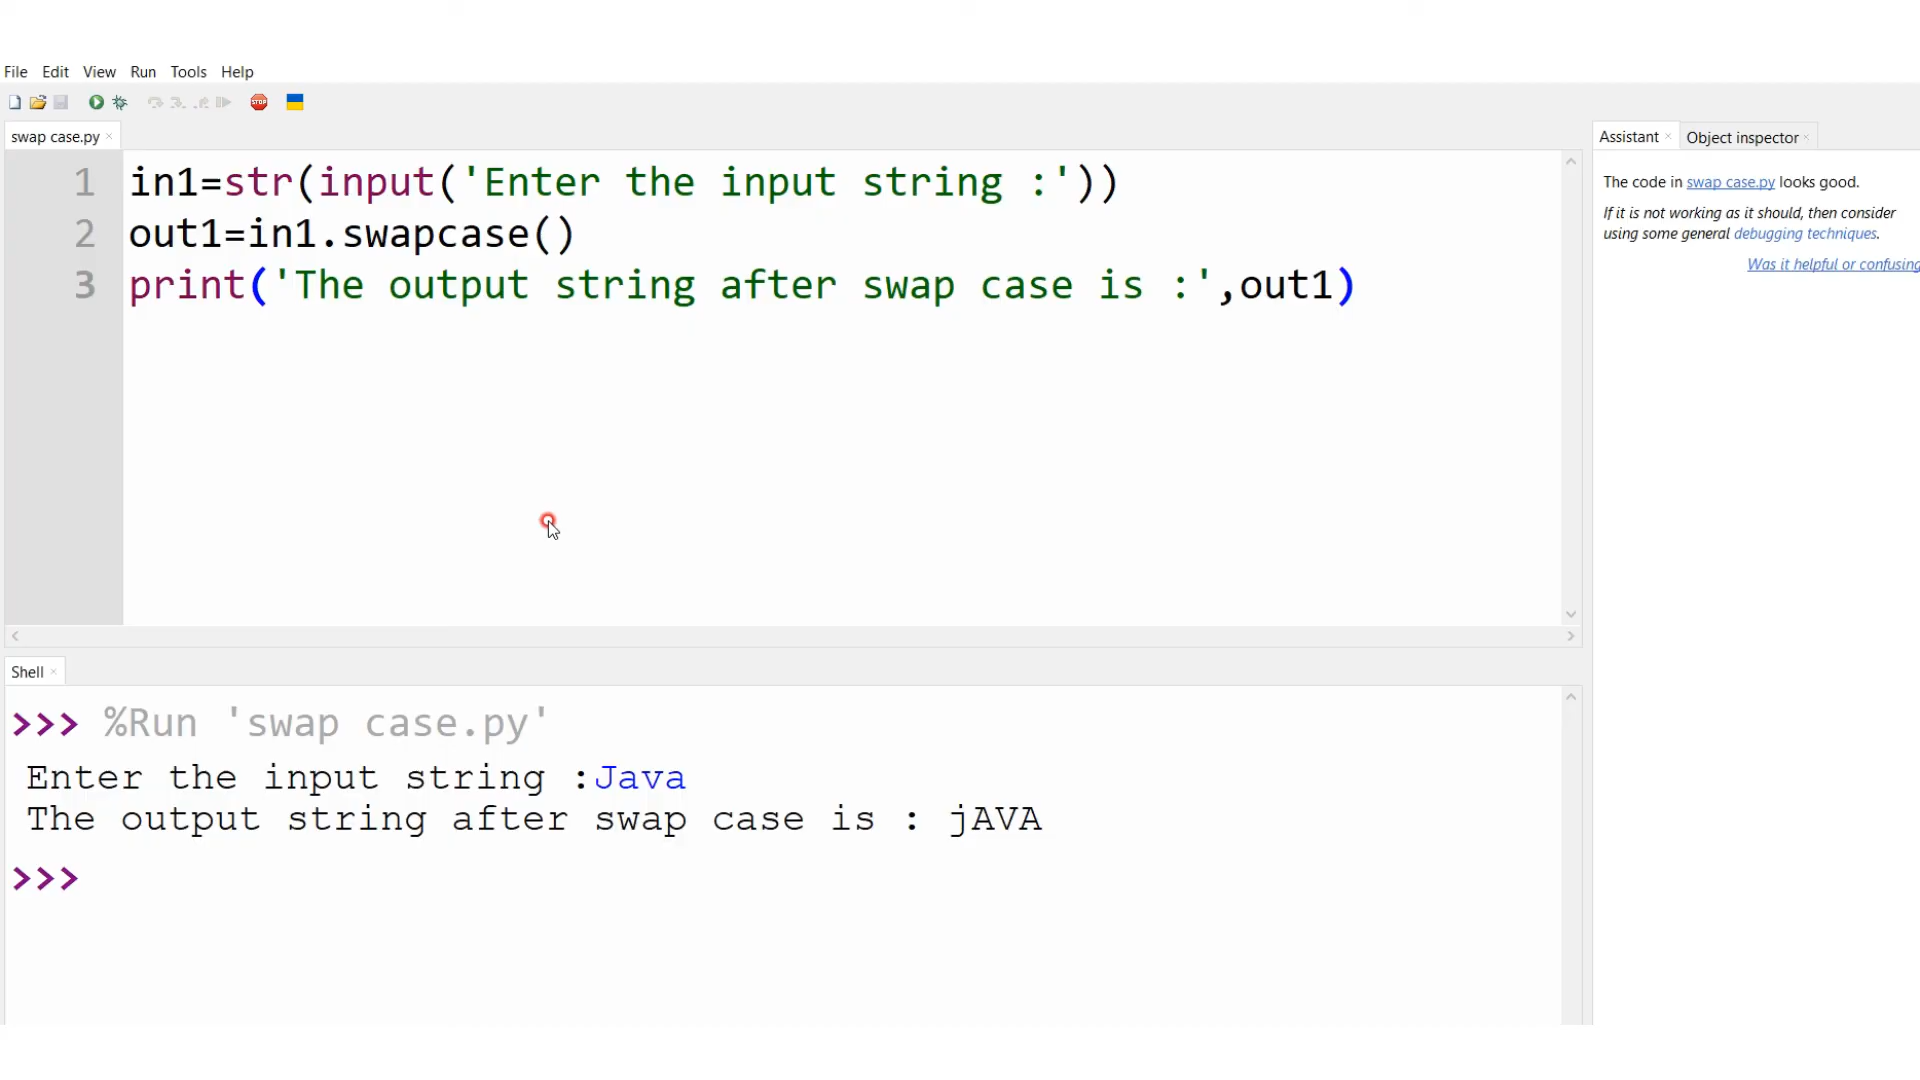 File Edit View Run Tools Help
STOP
swap case.py ×
Assistant × Object inspector ×
1 in1=str(input('Enter the input string :'))
2 out1=in1.swapcase()
3 print('The output string after swap case is :',out1)
The code in swap case.py looks good.
If it is not working as it should, then consider
using some general debugging techniques.
Was it helpful or confusing
Shell ×
>>> %Run 'swap case.py'
Enter the input string :Java
The output string after swap case is : jAVA
>>>